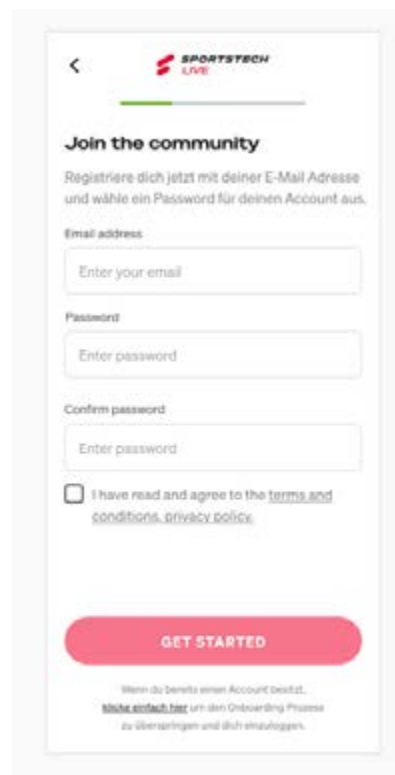 SPORTSTECH
LIVE
Join the community
Registriere dich jetzt mit deiner E-Mail Adresse
und wähle ein Password für deinen Account aus.
Email address
Enter your email
Password
Enter password
Confirm password
Enter password
I have read and agree to the terms and
conditions, privacy policy.
GET STARTED
Wenn du bereits einen Account besitzt,
klicke einfach hier um den Onboarding Prozess
zu überspringen und dich einzuloggen.